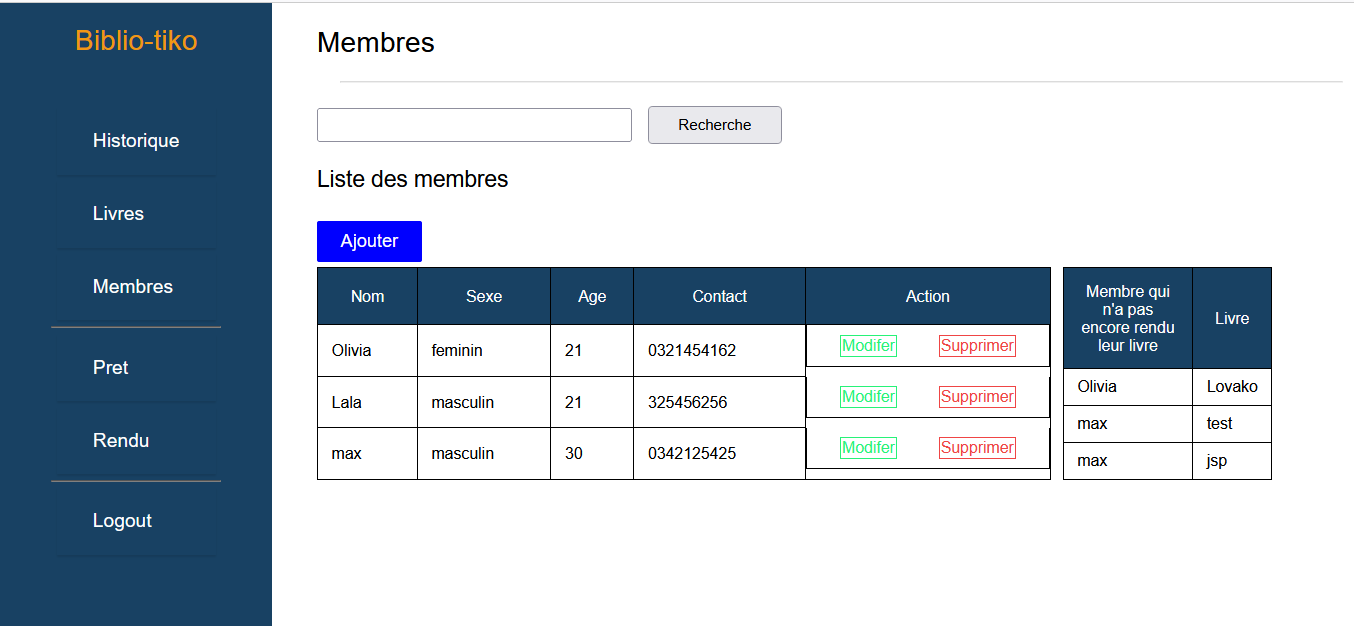 Biblio-tiko
Historique
Livres
Membres
Pret
Rendu
Logout
Membres
Recherche
Liste des membres
Ajouter
Nom Sexe Age Contact Action
Olivia feminin 21 0321454162 Modifer Supprimer
Lala masculin 21 325456256 Modifer Supprimer
max masculin 30 0342125425 Modifer Supprimer
Membre qui
n'a pas
encore rendu
leur livre
Livre
Olivia Lovako
max test
max jsp